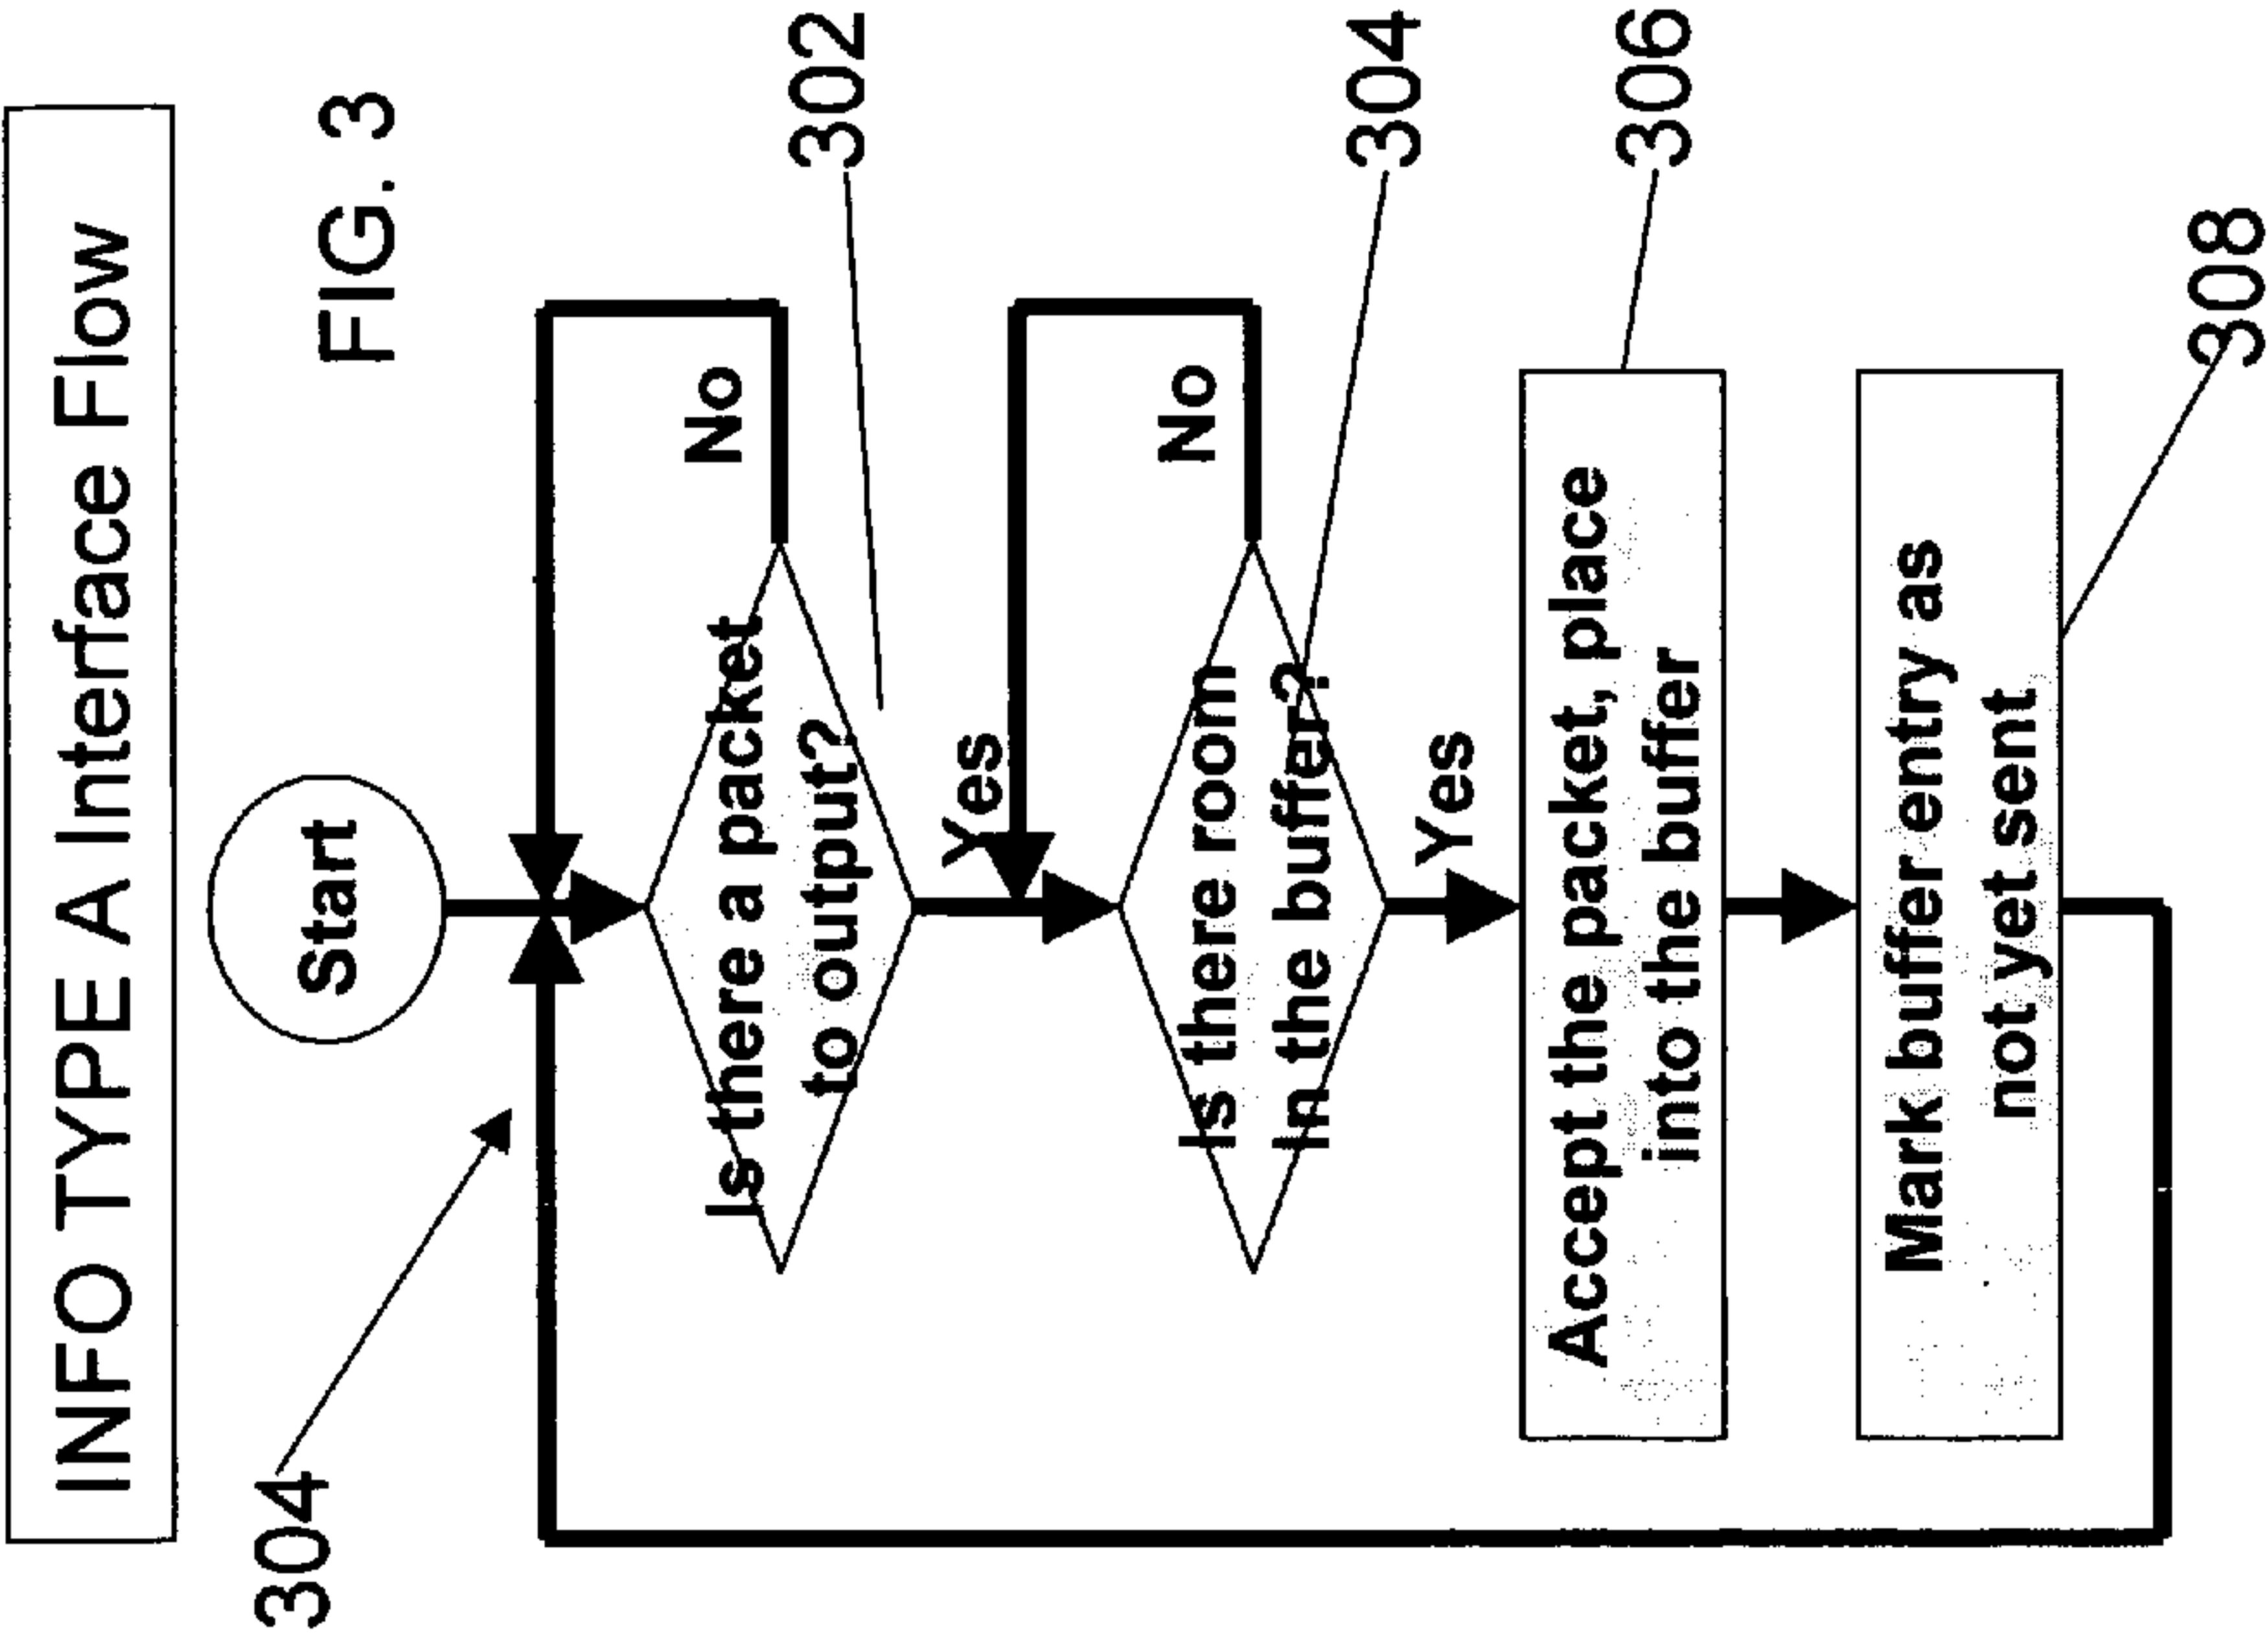 INFO TYPE A Interface Flow
FIG. 3
304
Start
No
Is there a packet
to output?
302
Yes
No
Is there room
In the buffer?
304
Yes
Accept the packet, place
into the buffer
306
Mark buffer entry as
not yet sent
308